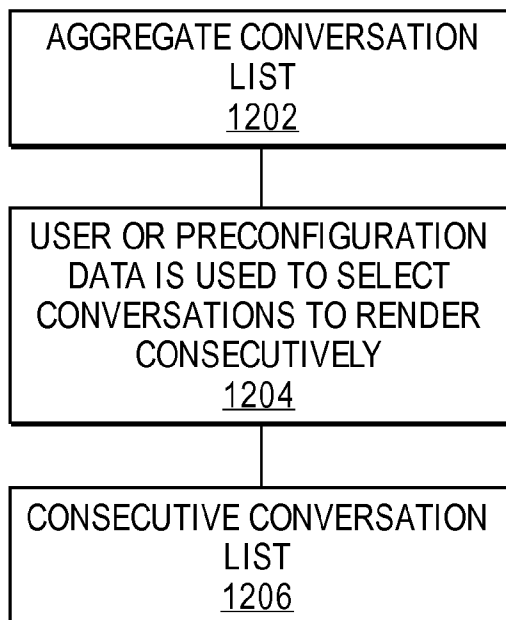 AGGREGATE CONVERSATION
LIST
1202
USER OR PRECONFIGURATION
DATA IS USED TO SELECT
CONVERSATIONS TO RENDER
CONSECUTIVELY
1204
CONSECUTIVE CONVERSATION
LIST
1206